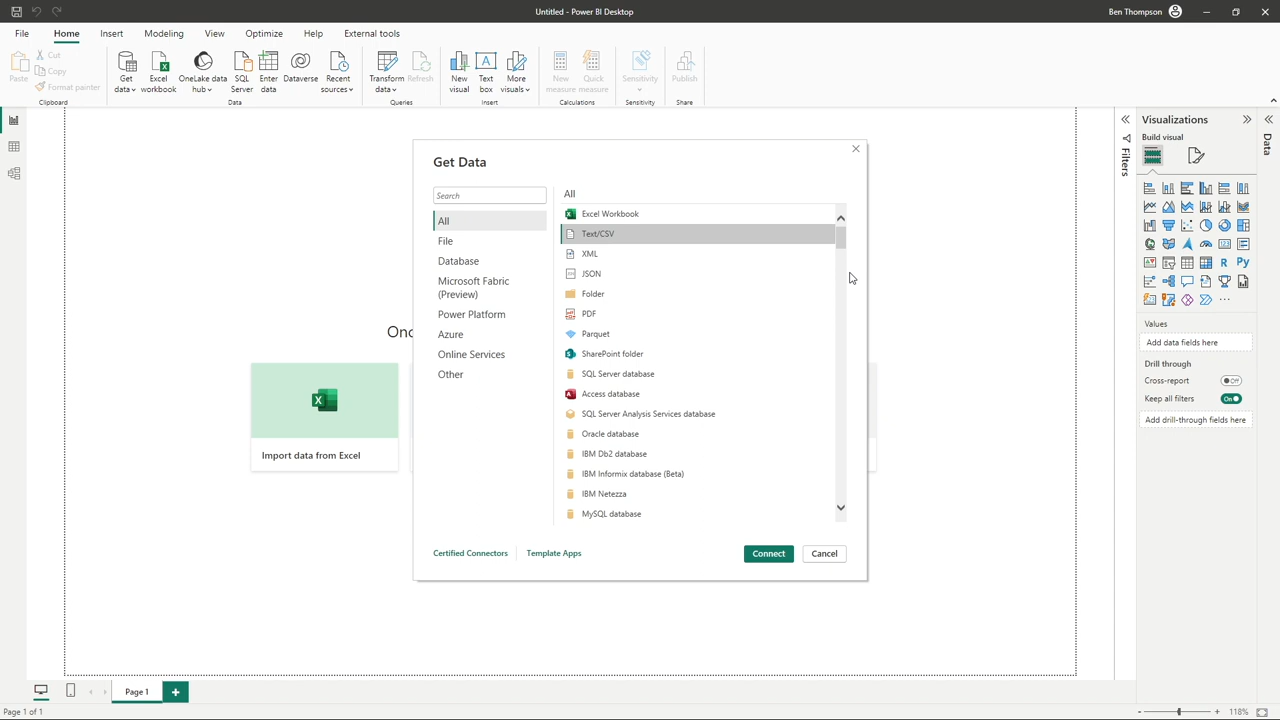 Untitled - Power BI Desktop
Ben Thompson
File Home Insert Modeling View Optimize Help External tools
Paste
Cut
Copy
Format painter
Get data
Excel workbook
OneLake data hub
SQL Server
Enter data
Dataverse
Recent sources
Transform data
Refresh
New visual
Text box
More visuals
New measure
Quick measure
Sensitivity
Publish
Clipboard
Data
Queries
Insert
Calculations
Sensitivity
Share
Get Data
Search
All
File
Database
Microsoft Fabric
(Preview)
Power Platform
Azure
Online Services
Other
All
Excel Workbook
Text/CSV
XML
JSON
Folder
PDF
Parquet
SharePoint folder
SQL Server database
Access database
SQL Server Analysis Services database
Oracle database
IBM Db2 database
IBM Informix database (Beta)
IBM Netezza
MySQL database
Certified Connectors
Template Apps
Connect
Cancel
Import data from Excel
Filters
Visualizations
Build visual
R
Py
Values
Add data fields here
Drill through
Cross-report
Off
Keep all filters
On
Add drill-through fields here
Data
Page 1
Page 1 of 1
118%